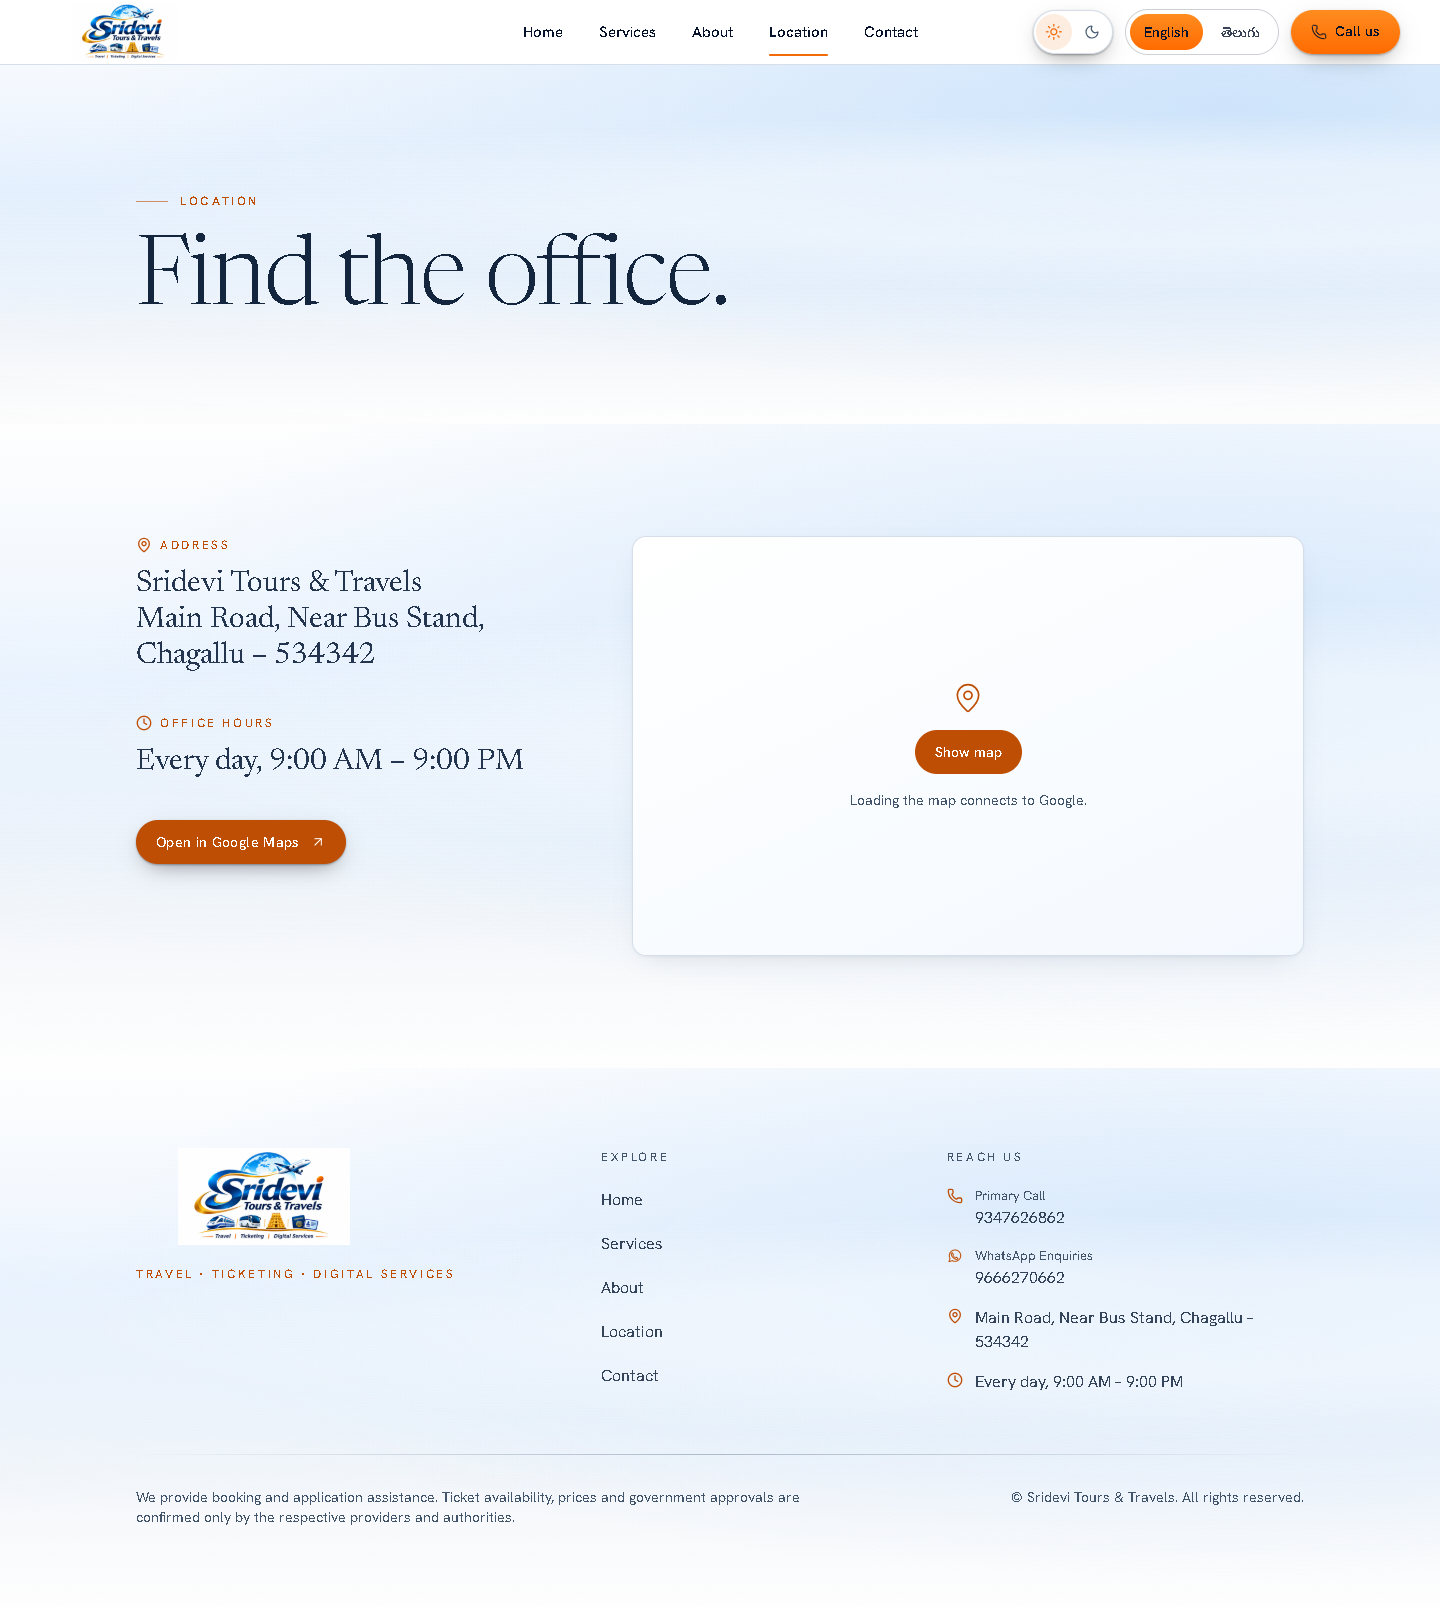 Sridevi
Tours & Travels
Travel | Ticketing | Digital Services
Home
Services
About
Location
Contact
English
తెలుగు
Call us
LOCATION
Find the office.
ADDRESS
Sridevi Tours & Travels
Main Road, Near Bus Stand,
Chagallu – 534342
OFFICE HOURS
Every day, 9:00 AM – 9:00 PM
Open in Google Maps
Show map
Loading the map connects to Google.
Sridevi
Tours & Travels
Travel | Ticketing | Digital Services
TRAVEL · TICKETING · DIGITAL SERVICES
EXPLORE
Home
Services
About
Location
Contact
REACH US
Primary Call
9347626862
WhatsApp Enquiries
9666270662
Main Road, Near Bus Stand, Chagallu –
534342
Every day, 9:00 AM – 9:00 PM
We provide booking and application assistance. Ticket availability, prices and government approvals are
confirmed only by the respective providers and authorities.
© Sridevi Tours & Travels. All rights reserved.